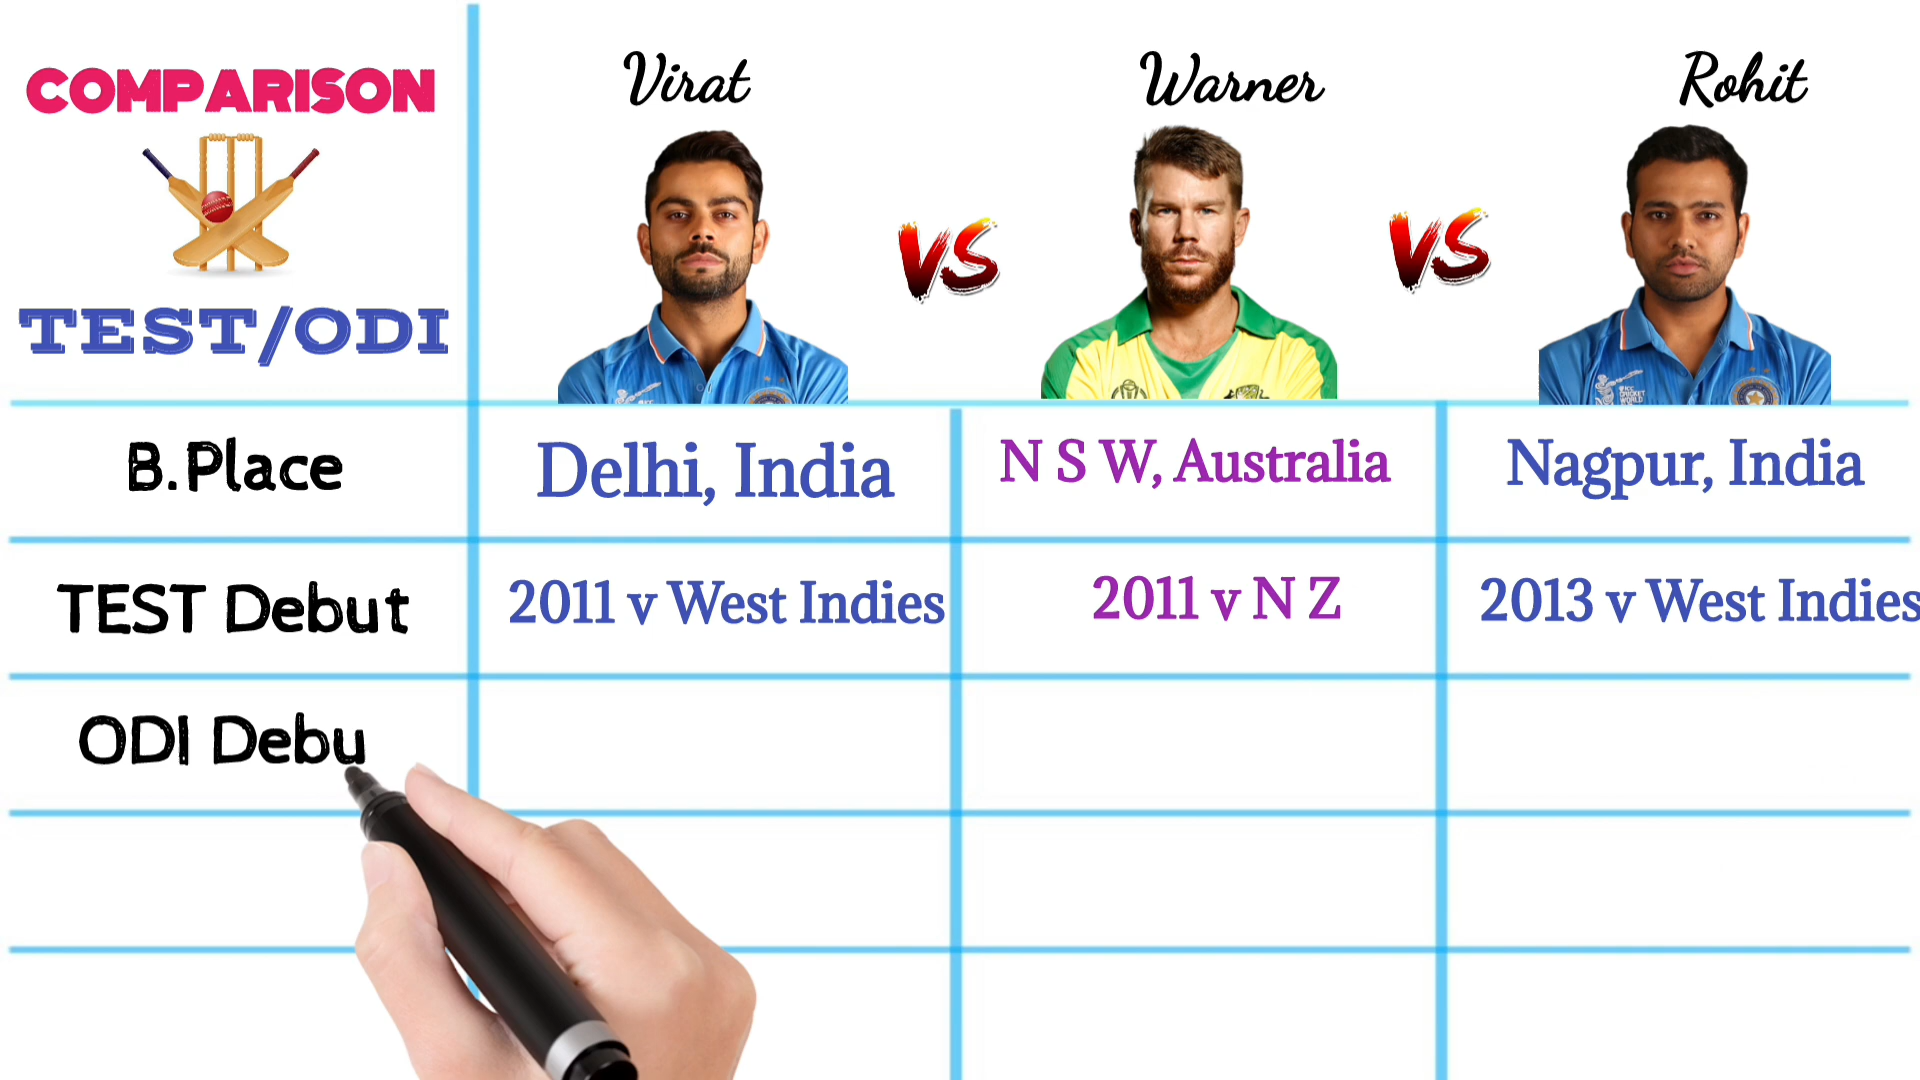 COMPARISON
TEST/ODI
Virat
VS
Warner
VS
Rohit
B.Place
Delhi, India
N S W, Australia
Nagpur, India
TEST Debut
2011 v West Indies
2011 v N Z
2013 v West Indies
ODI Debu